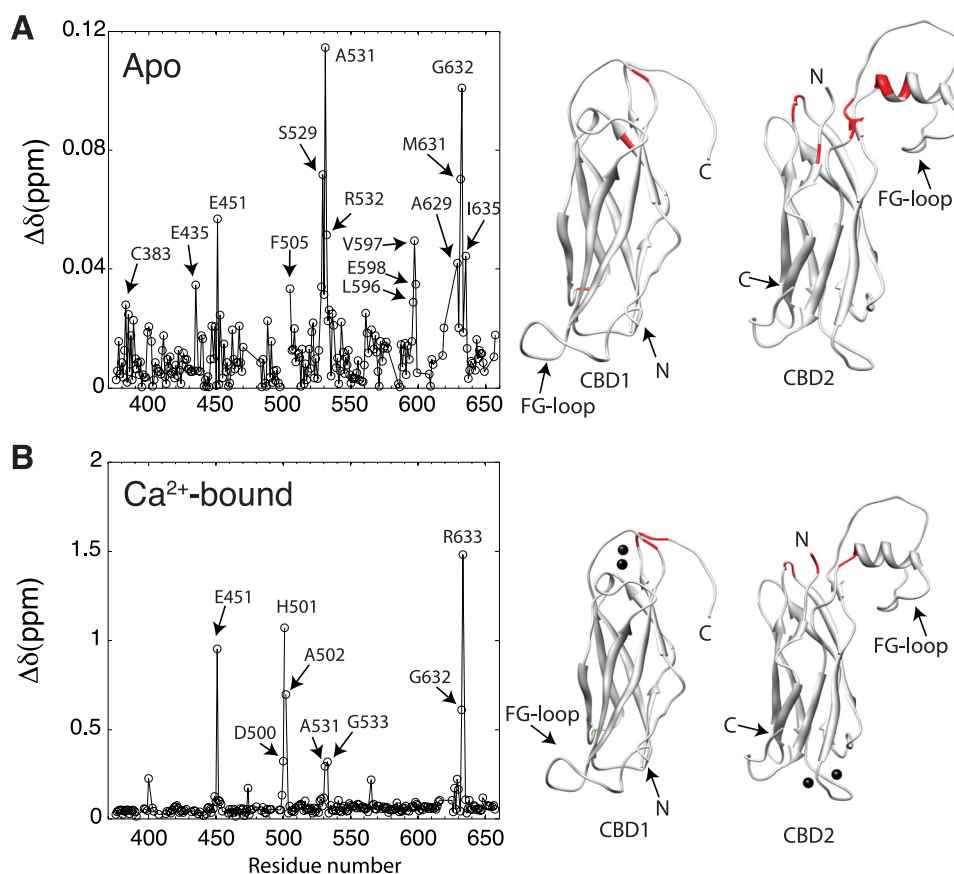 A
Apo
Δδ(ppm)
0.12
0.08
0.04
0
400
450
500
550
600
650
C383
E435
E451
F505
S529
A531
R532
V597
E598
L596
A629
M631
G632
I635
C
N
FG-loop
CBD1
N
C
FG-loop
CBD2
B
Ca²⁺-bound
Δδ(ppm)
2
1.5
1
0.5
0
400
450
500
550
600
650
Residue number
E451
H501
A502
D500
A531
G533
R633
G632
C
FG-loop
N
CBD1
N
C
FG-loop
CBD2